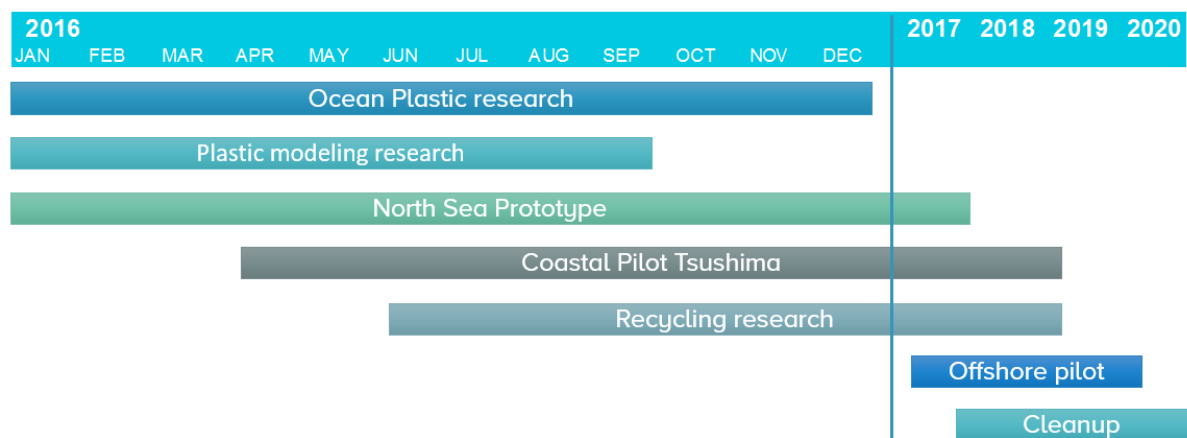 2016 2017 2018 2019 2020
JAN FEB MAR APR MAY JUN JUL AUG SEP OCT NOV DEC
Ocean Plastic research
Plastic modeling research
North Sea Prototype
Coastal Pilot Tsushima
Recycling research
Offshore pilot
Cleanup